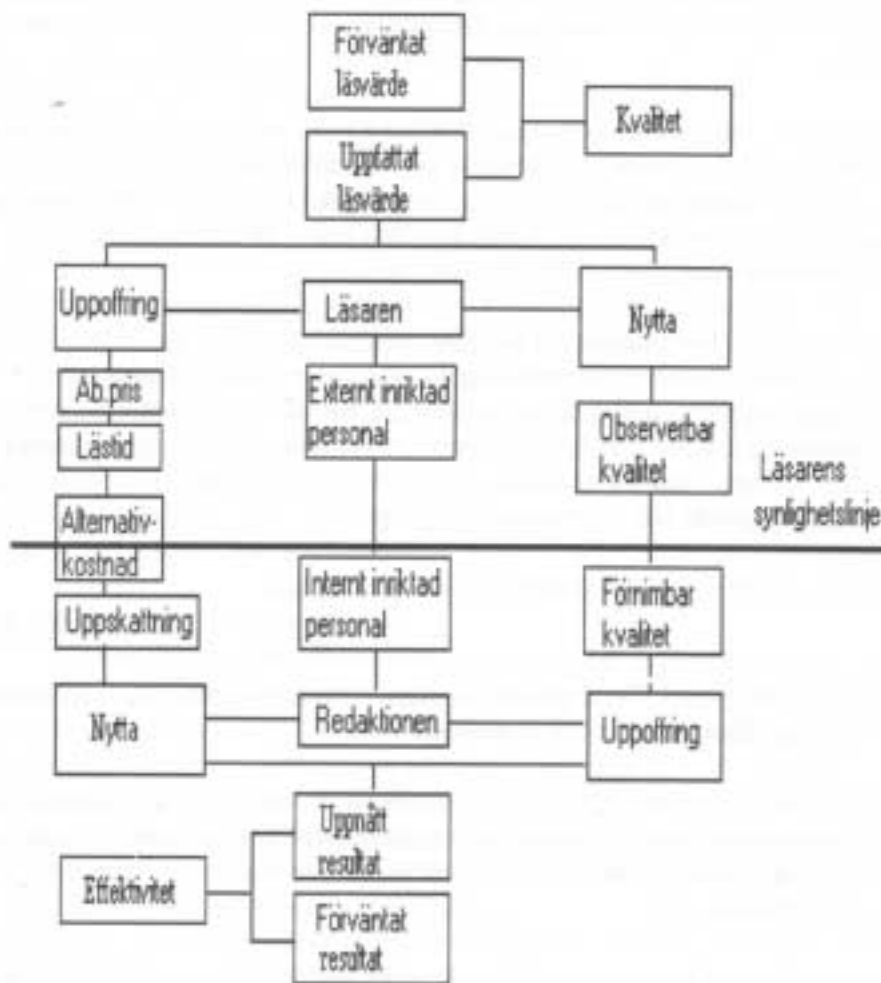 Förväntat
läsvärde
Kvalitet
Uppfattat
läsvärde
Uppoffring
Läsaren
Nytta
Ab.pris
Externt inriktad
personal
Observerbar
kvalitet
Lästid
Läsarens
synlighetslinje
Alternativ-
kostnad
Internt inriktad
personal
Förnimbar
kvalitet
Uppskattning
Nytta
Redaktionen
Uppoffring
Uppnått
resultat
Effektivitet
Förväntat
resultat